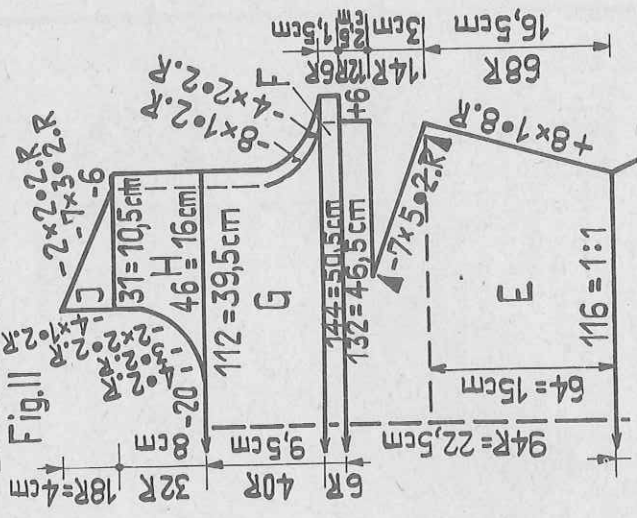 Fig.II
18R=4cm
32R
8cm
40R
9,5cm
6R
94R=22,5cm
-4×1•2.R
-2×2•2.R
-3•2.R
-4•2.R
-20
-2×2•2.R
-7×3•2.R
-6
J
31=10,5cm
H
46=16cm
112=39,5cm
G
-8×1•2.R
-4×2•2.R
F
6R
1,5cm
12R
2,5cm
14R
3cm
68R
16,5cm
144=50,5cm
132=46,5cm
+6
-7×5•2.R
+8×1•8.R
64=15cm
E
116=1:1